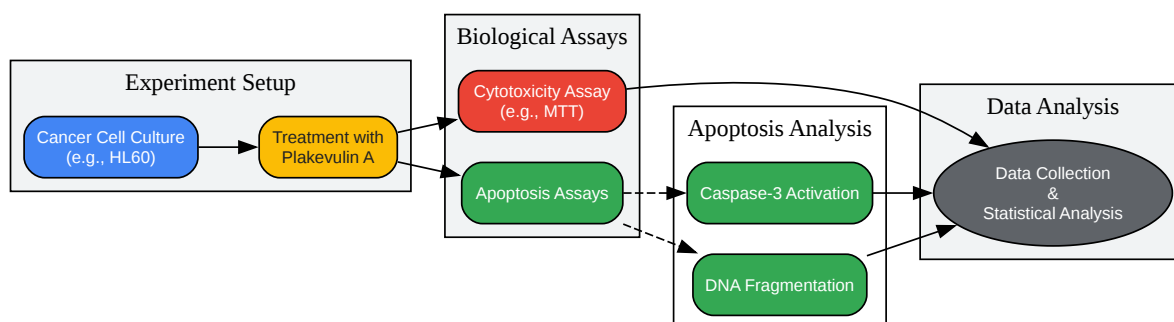 Experiment Setup
Cancer Cell Culture
(e.g., HL60)
Treatment with
Plakevulin A
Biological Assays
Cytotoxicity Assay
(e.g., MTT)
Apoptosis Assays
Apoptosis Analysis
Caspase-3 Activation
DNA Fragmentation
Data Analysis
Data Collection
&
Statistical Analysis